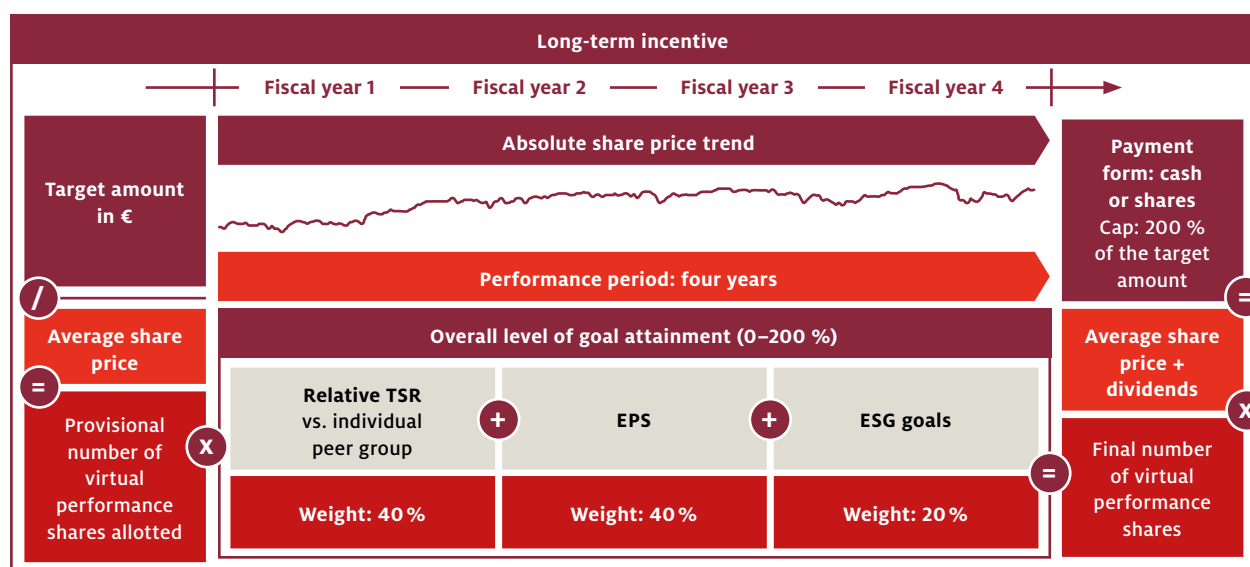 Long-term incentive
Fiscal year 1
Fiscal year 2
Fiscal year 3
Fiscal year 4
Target amount
in €
/
Average share
price
=
Provisional
number of
virtual
performance
shares allotted
x
Absolute share price trend
Performance period: four years
Overall level of goal attainment (0–200 %)
Relative TSR
vs. individual
peer group
+
EPS
+
ESG goals
Weight: 40 %
Weight: 40 %
Weight: 20 %
=
Payment
form: cash
or shares
Cap: 200 %
of the target
amount
=
Average share
price +
dividends
x
Final number
of virtual
performance
shares